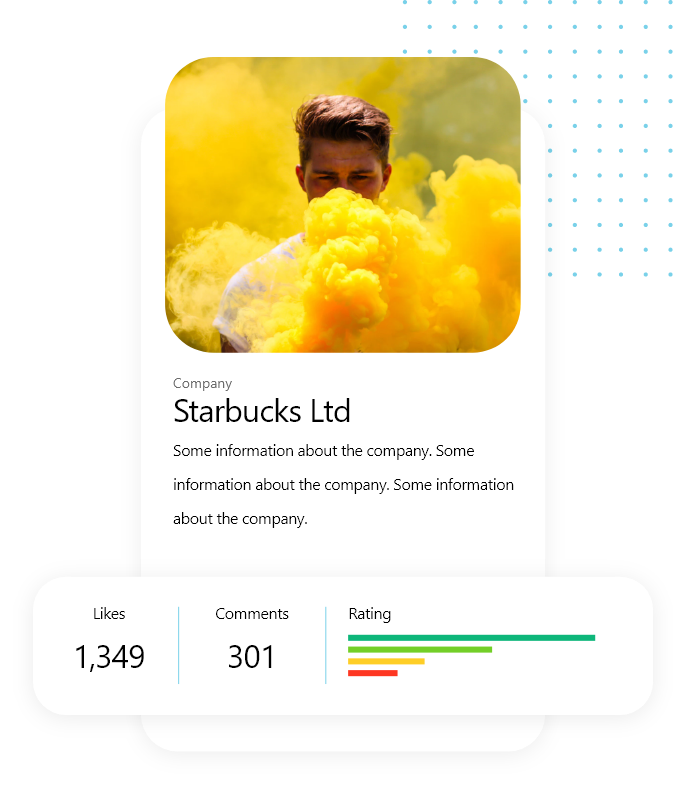 Company
Starbucks Ltd
Some information about the company. Some
information about the company. Some information
about the company.
Likes
1,349
Comments
301
Rating